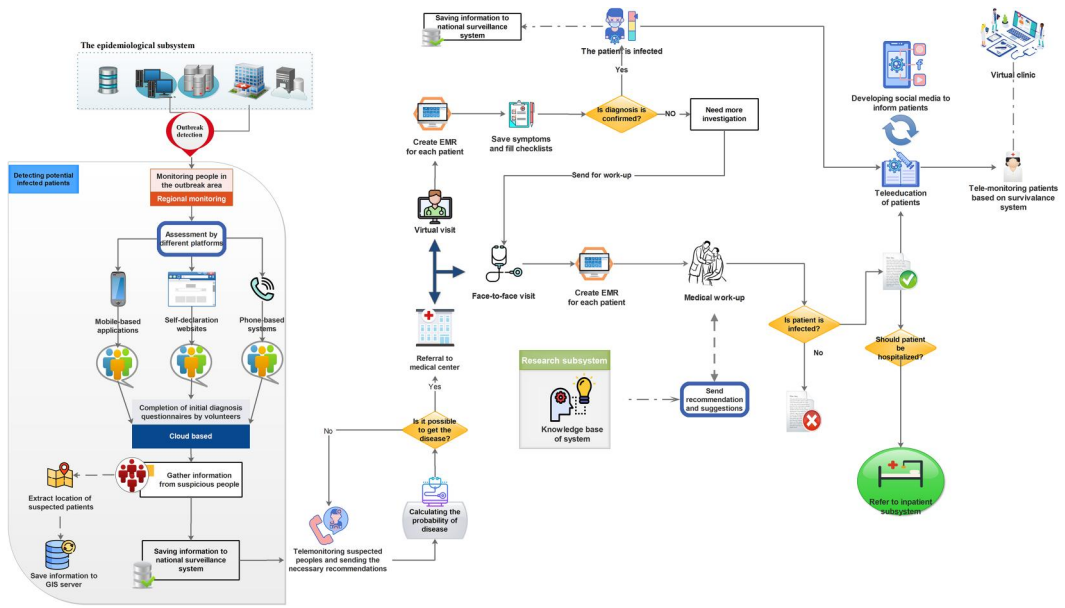 The epidemiological subsystem
Outbreak
detection
Detecting potential
infected patients
Monitoring people in
the outbreak area
Regional monitoring
Assessment by
different platforms
Mobile-based
applications
Self-declaration
websites
Phone-based
systems
Completion of initial diagnosis
questionnaires by volunteers
Cloud based
Gather information
from suspicious people
Extract location of
suspected patients
Save information to
GIS server
Saving information to
national surveillance
system
Telemonitoring suspected
peoples and sending the
necessary recommendations
Calculating the
probability of
disease
Is it possible
to get the
disease?
No
Yes
Referral to
medical center
Virtual visit
Create EMR
for each patient
Save symptoms
and fill checklists
Is diagnosis is
confirmed?
Yes
NO
The patient is infected
Saving information to
national surveillance
system
Need more
investigation
Send for work-up
Face-to-face visit
Create EMR
for each patient
Medical work-up
Research subsystem
Knowledge base
of system
Send
recommendation
and suggestions
Is patient is
infected?
No
Should patient
be
hospitalized?
Refer to inpatient
subsystem
Developing social media to
inform patients
Teleeducation
of patients
Virtual clinic
Tele-monitoring patients
based on survivalance
system